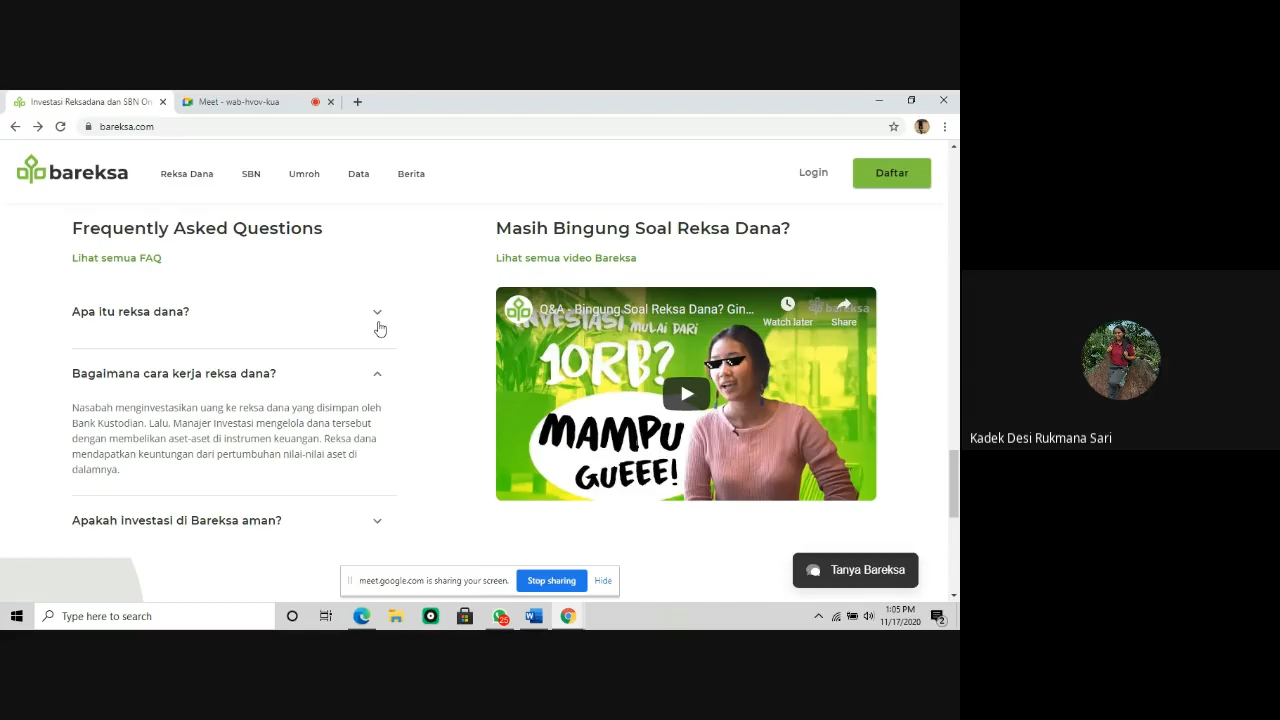 Investasi Reksadana dan SBN On
Meet - wab-hvov-kua
bareksa.com
bareksa
Reksa Dana
SBN
Umroh
Data
Berita
Login
Daftar
Frequently Asked Questions
Lihat semua FAQ
Apa itu reksa dana?
Bagaimana cara kerja reksa dana?
Nasabah menginvestasikan uang ke reksa dana yang disimpan oleh
Bank Kustodian. Lalu, Manajer Investasi mengelola dana tersebut
dengan membelikan aset-aset di instrumen keuangan. Reksa dana
mendapatkan keuntungan dari pertumbuhan nilai-nilai aset di
dalamnya.
Apakah investasi di Bareksa aman?
Masih Bingung Soal Reksa Dana?
Lihat semua video Bareksa
Q&A - Bingung Soal Reksa Dana? Gin...
Watch later
Share
bareksa
INVESTASI MULAI DARI
10RB?
MAMPU
GUEEE!
Tanya Bareksa
meet.google.com is sharing your screen.
Stop sharing
Hide
Type here to search
25
1:05 PM
11/17/2020
2
Kadek Desi Rukmana Sari